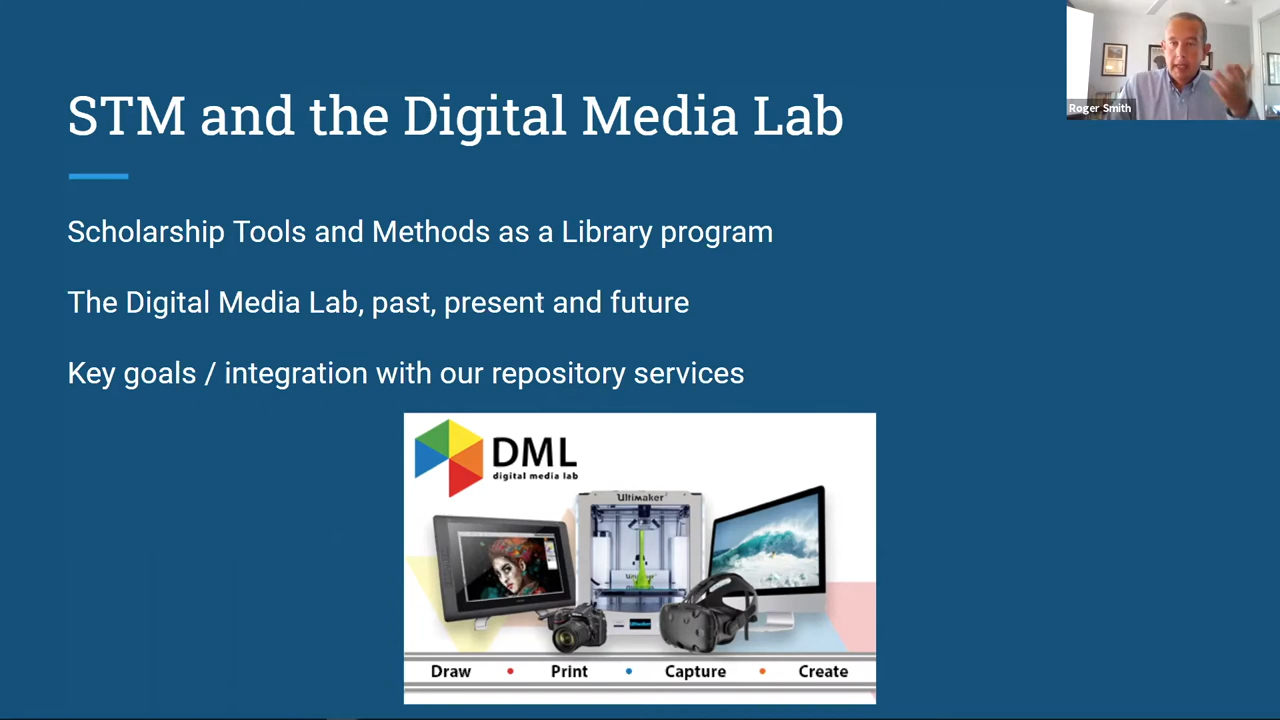 STM and the Digital Media Lab
Roger Smith
Scholarship Tools and Methods as a Library program
The Digital Media Lab, past, present and future
Key goals / integration with our repository services
DML
digital media lab
Ultimaker
Ultimaker
Ultimaker
Draw • Print • Capture • Create